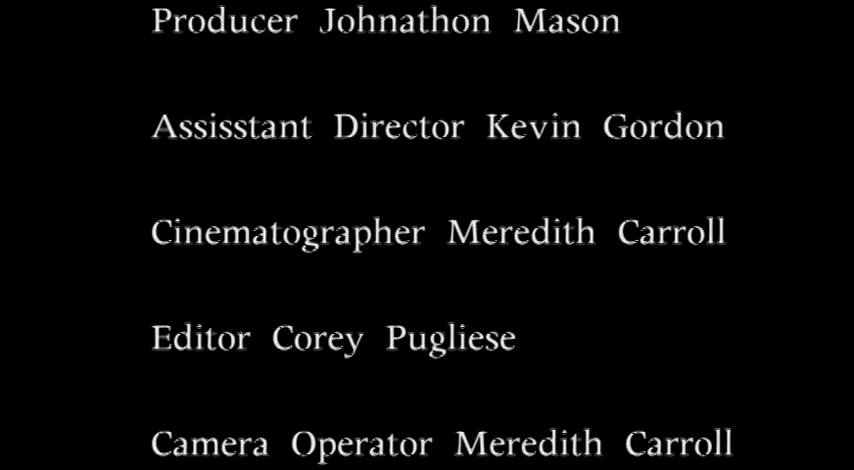 Producer Johnathon Mason
Assisstant Director Kevin Gordon
Cinematographer Meredith Carroll
Editor Corey Pugliese
Camera Operator Meredith Carroll